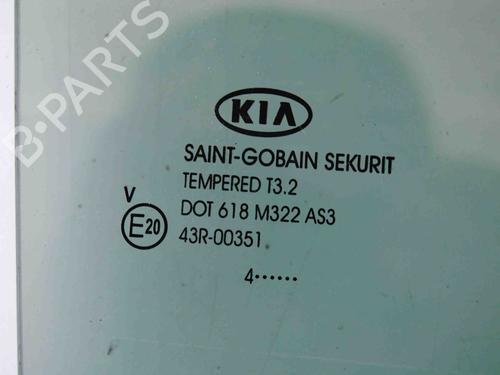 B-PARTS
KIA
SAINT-GOBAIN SEKURIT
TEMPERED T3.2
DOT 618 M322 AS3
V
E20
43R-00351
4······